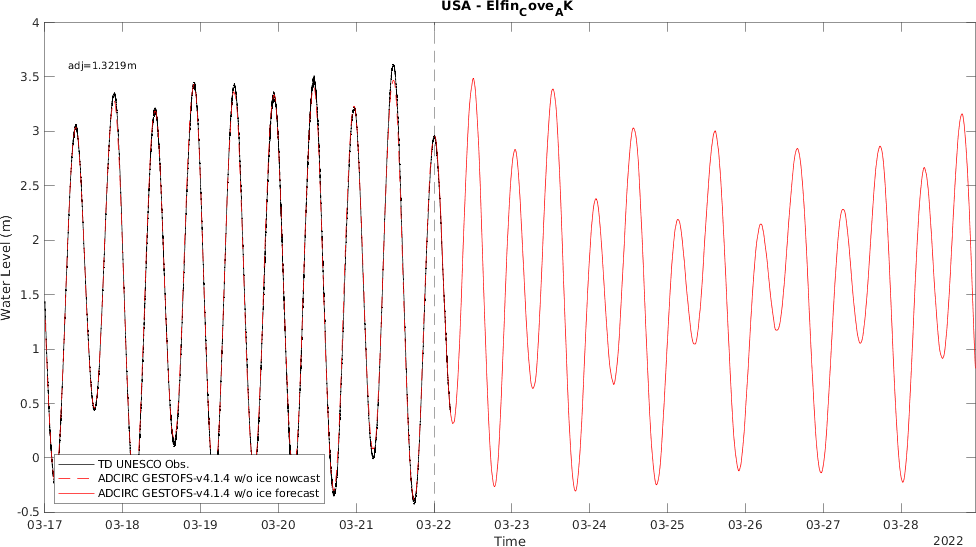 USA - ElfinCoveAK
4
3.5
3
2.5
2
1.5
1
0.5
0
-0.5
Water Level (m)
adj=1.3219m
TD UNESCO Obs.
ADCIRC GESTOFS-v4.1.4 w/o ice nowcast
ADCIRC GESTOFS-v4.1.4 w/o ice forecast
03-17 03-18 03-19 03-20 03-21 03-22 03-23 03-24 03-25 03-26 03-27 03-28
Time
2022